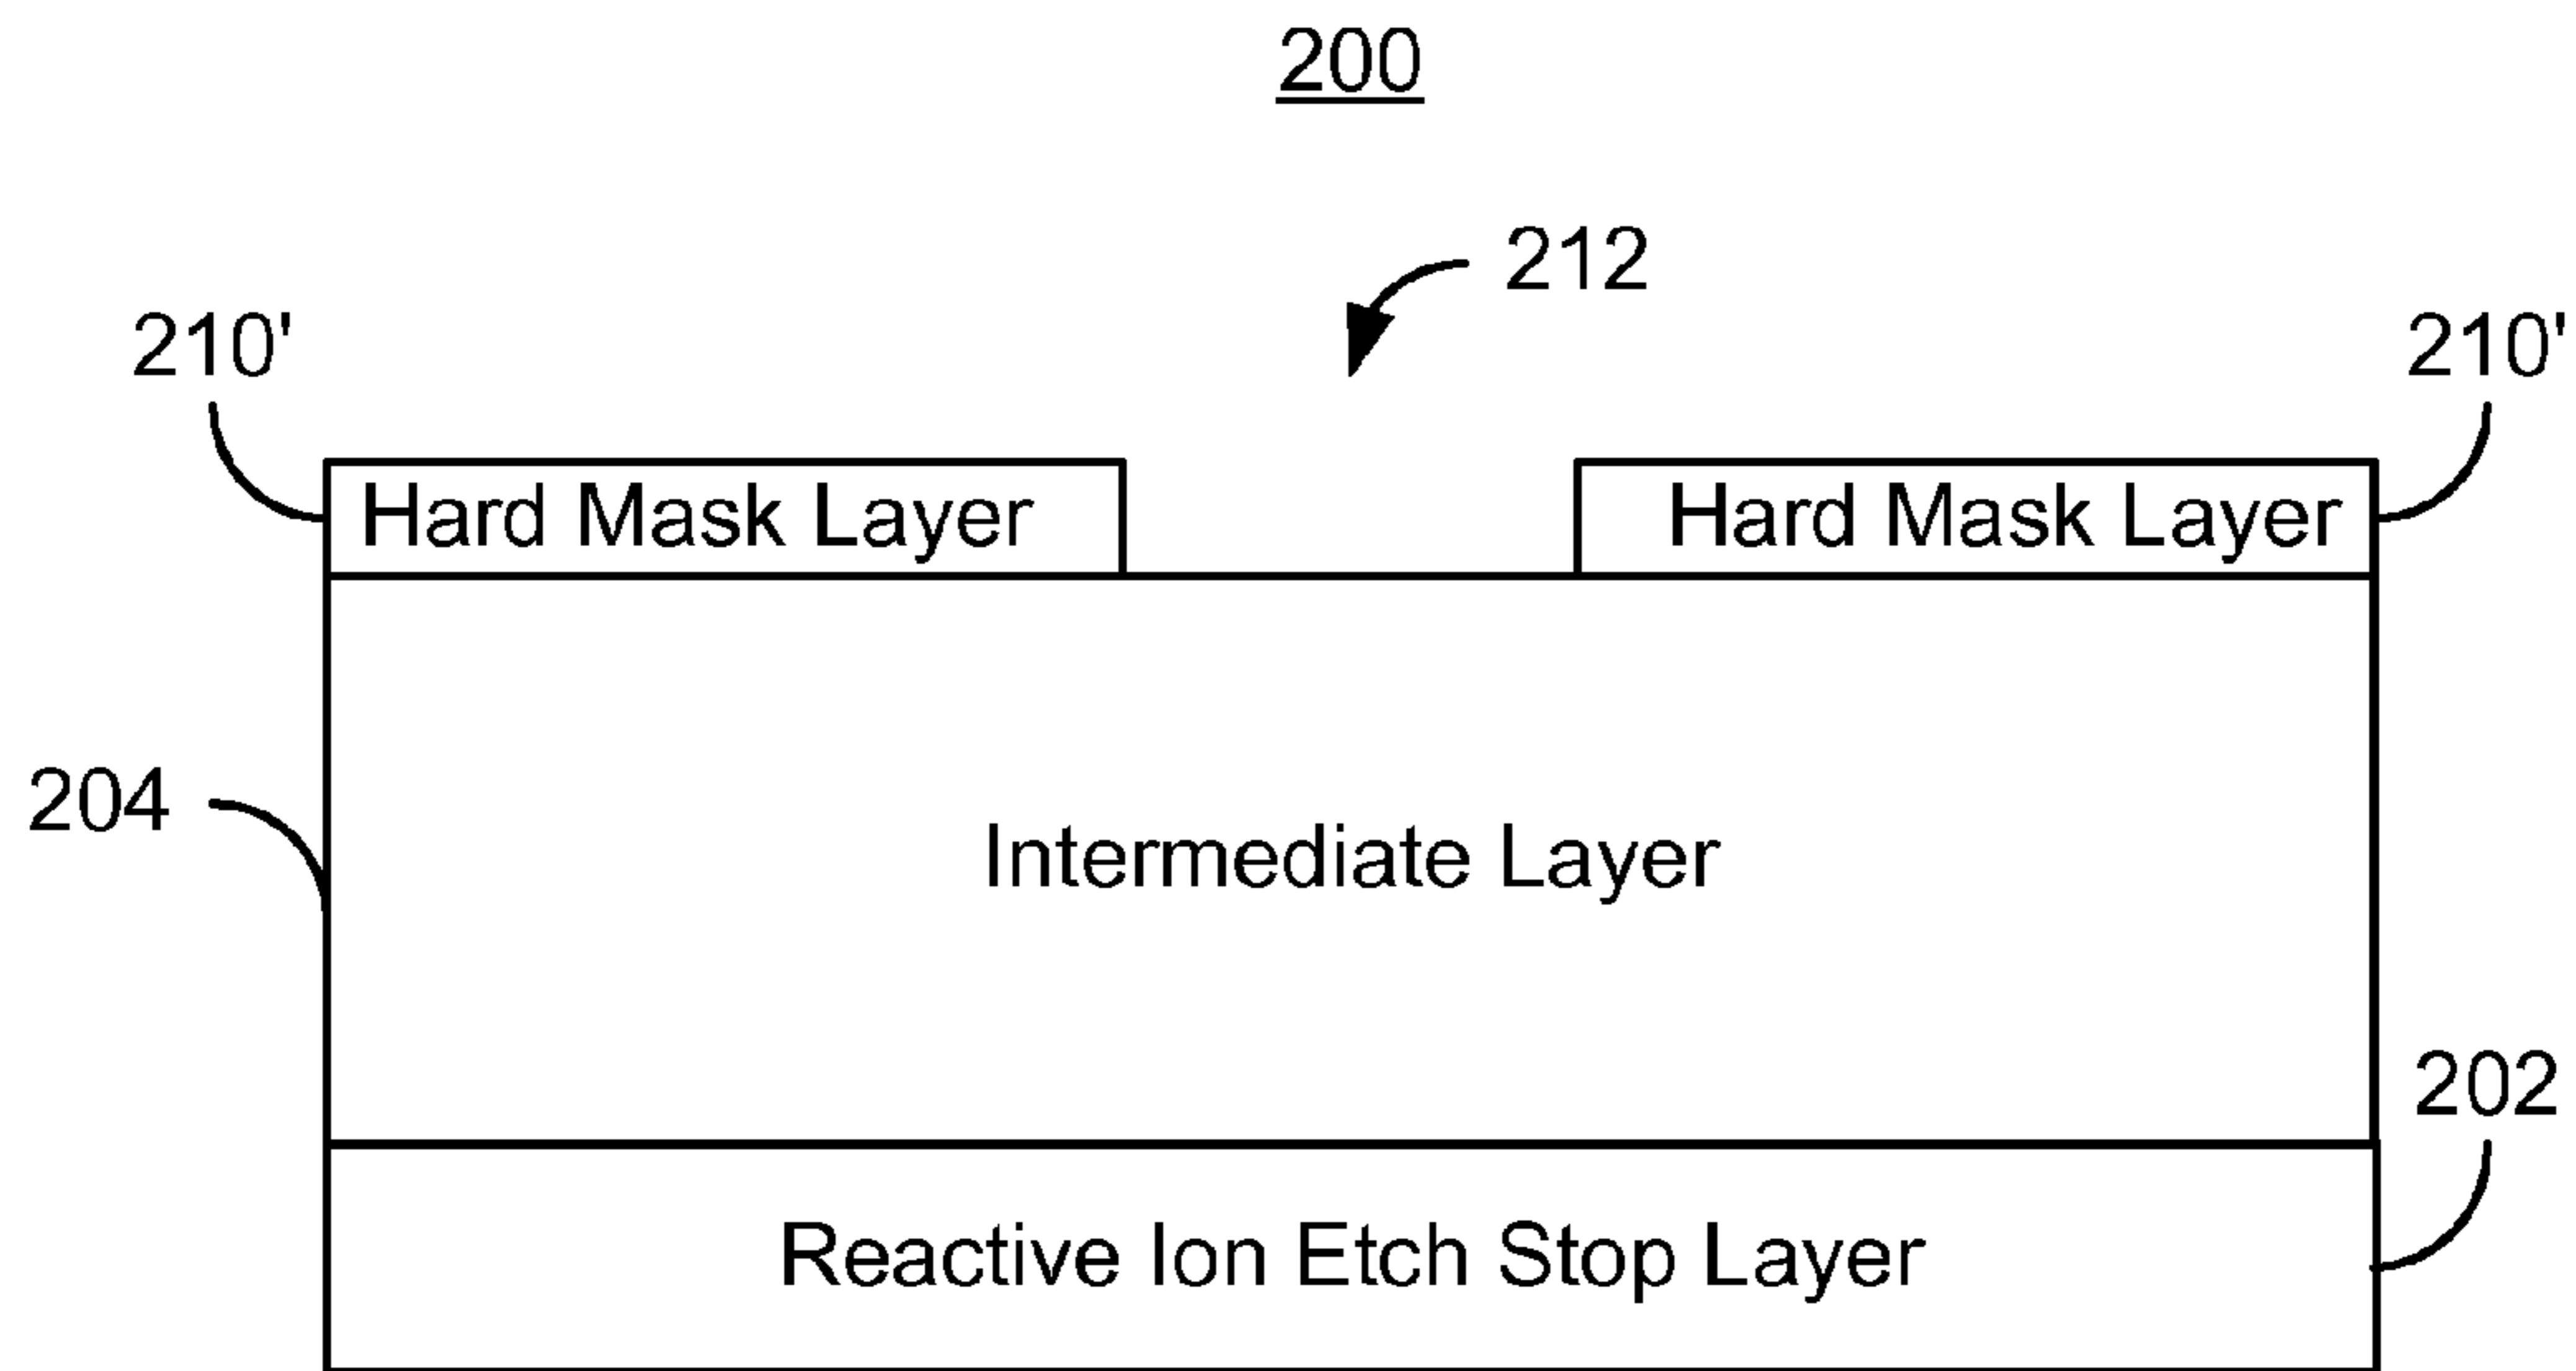 200
212
210'
210'
Hard Mask Layer
Hard Mask Layer
204
Intermediate Layer
202
Reactive Ion Etch Stop Layer